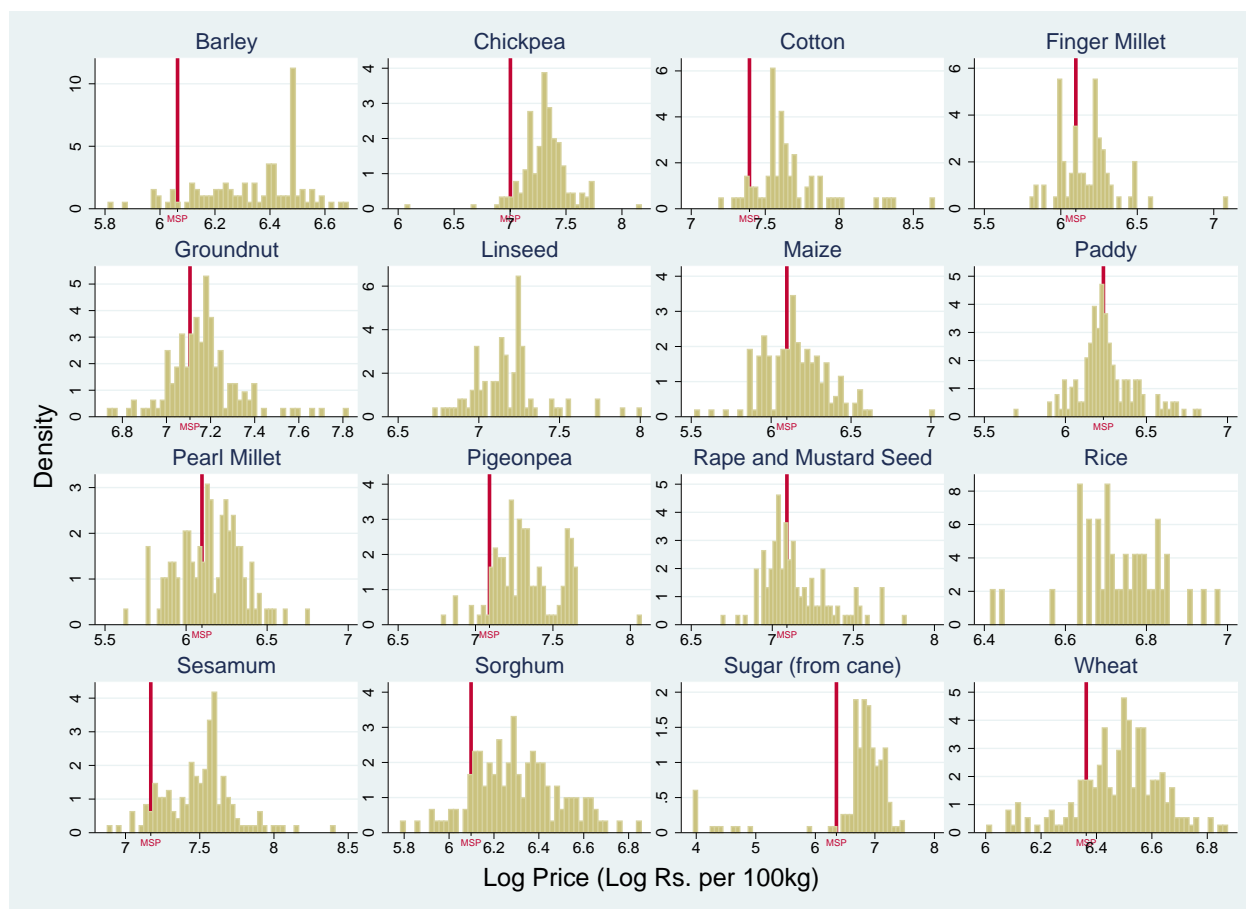 Barley
Chickpea
Cotton
Finger Millet
0 5 10
5.8 6 6.2 6.4 6.6
MSP
0 1 2 3 4
6 6.5 7 7.5 8
MSP
0 2 4 6
7 7.5 8 8.5
MSP
0 2 4 6
5.5 6 6.5 7
MSP
Groundnut
Linseed
Maize
Paddy
0 1 2 3 4 5
6.8 7 7.2 7.4 7.6 7.8
MSP
0 2 4 6
6.5 7 7.5 8
0 1 2 3 4
5.5 6 6.5 7
MSP
0 1 2 3 4 5
5.5 6 6.5 7
MSP
Density
Pearl Millet
Pigeonpea
Rape and Mustard Seed
Rice
0 1 2 3
5.5 6 6.5 7
MSP
0 1 2 3 4
6.5 7 7.5 8
MSP
0 1 2 3 4 5
6.5 7 7.5 8
MSP
0 2 4 6 8
6.4 6.6 6.8 7
Sesamum
Sorghum
Sugar (from cane)
Wheat
0 1 2 3 4
7 7.5 8 8.5
MSP
0 1 2 3 4
5.8 6 6.2 6.4 6.6 6.8
MSP
0 .5 1 1.5 2
4 5 6 7 8
MSP
0 1 2 3 4 5
6 6.2 6.4 6.6 6.8
MSP
Log Price (Log Rs. per 100kg)